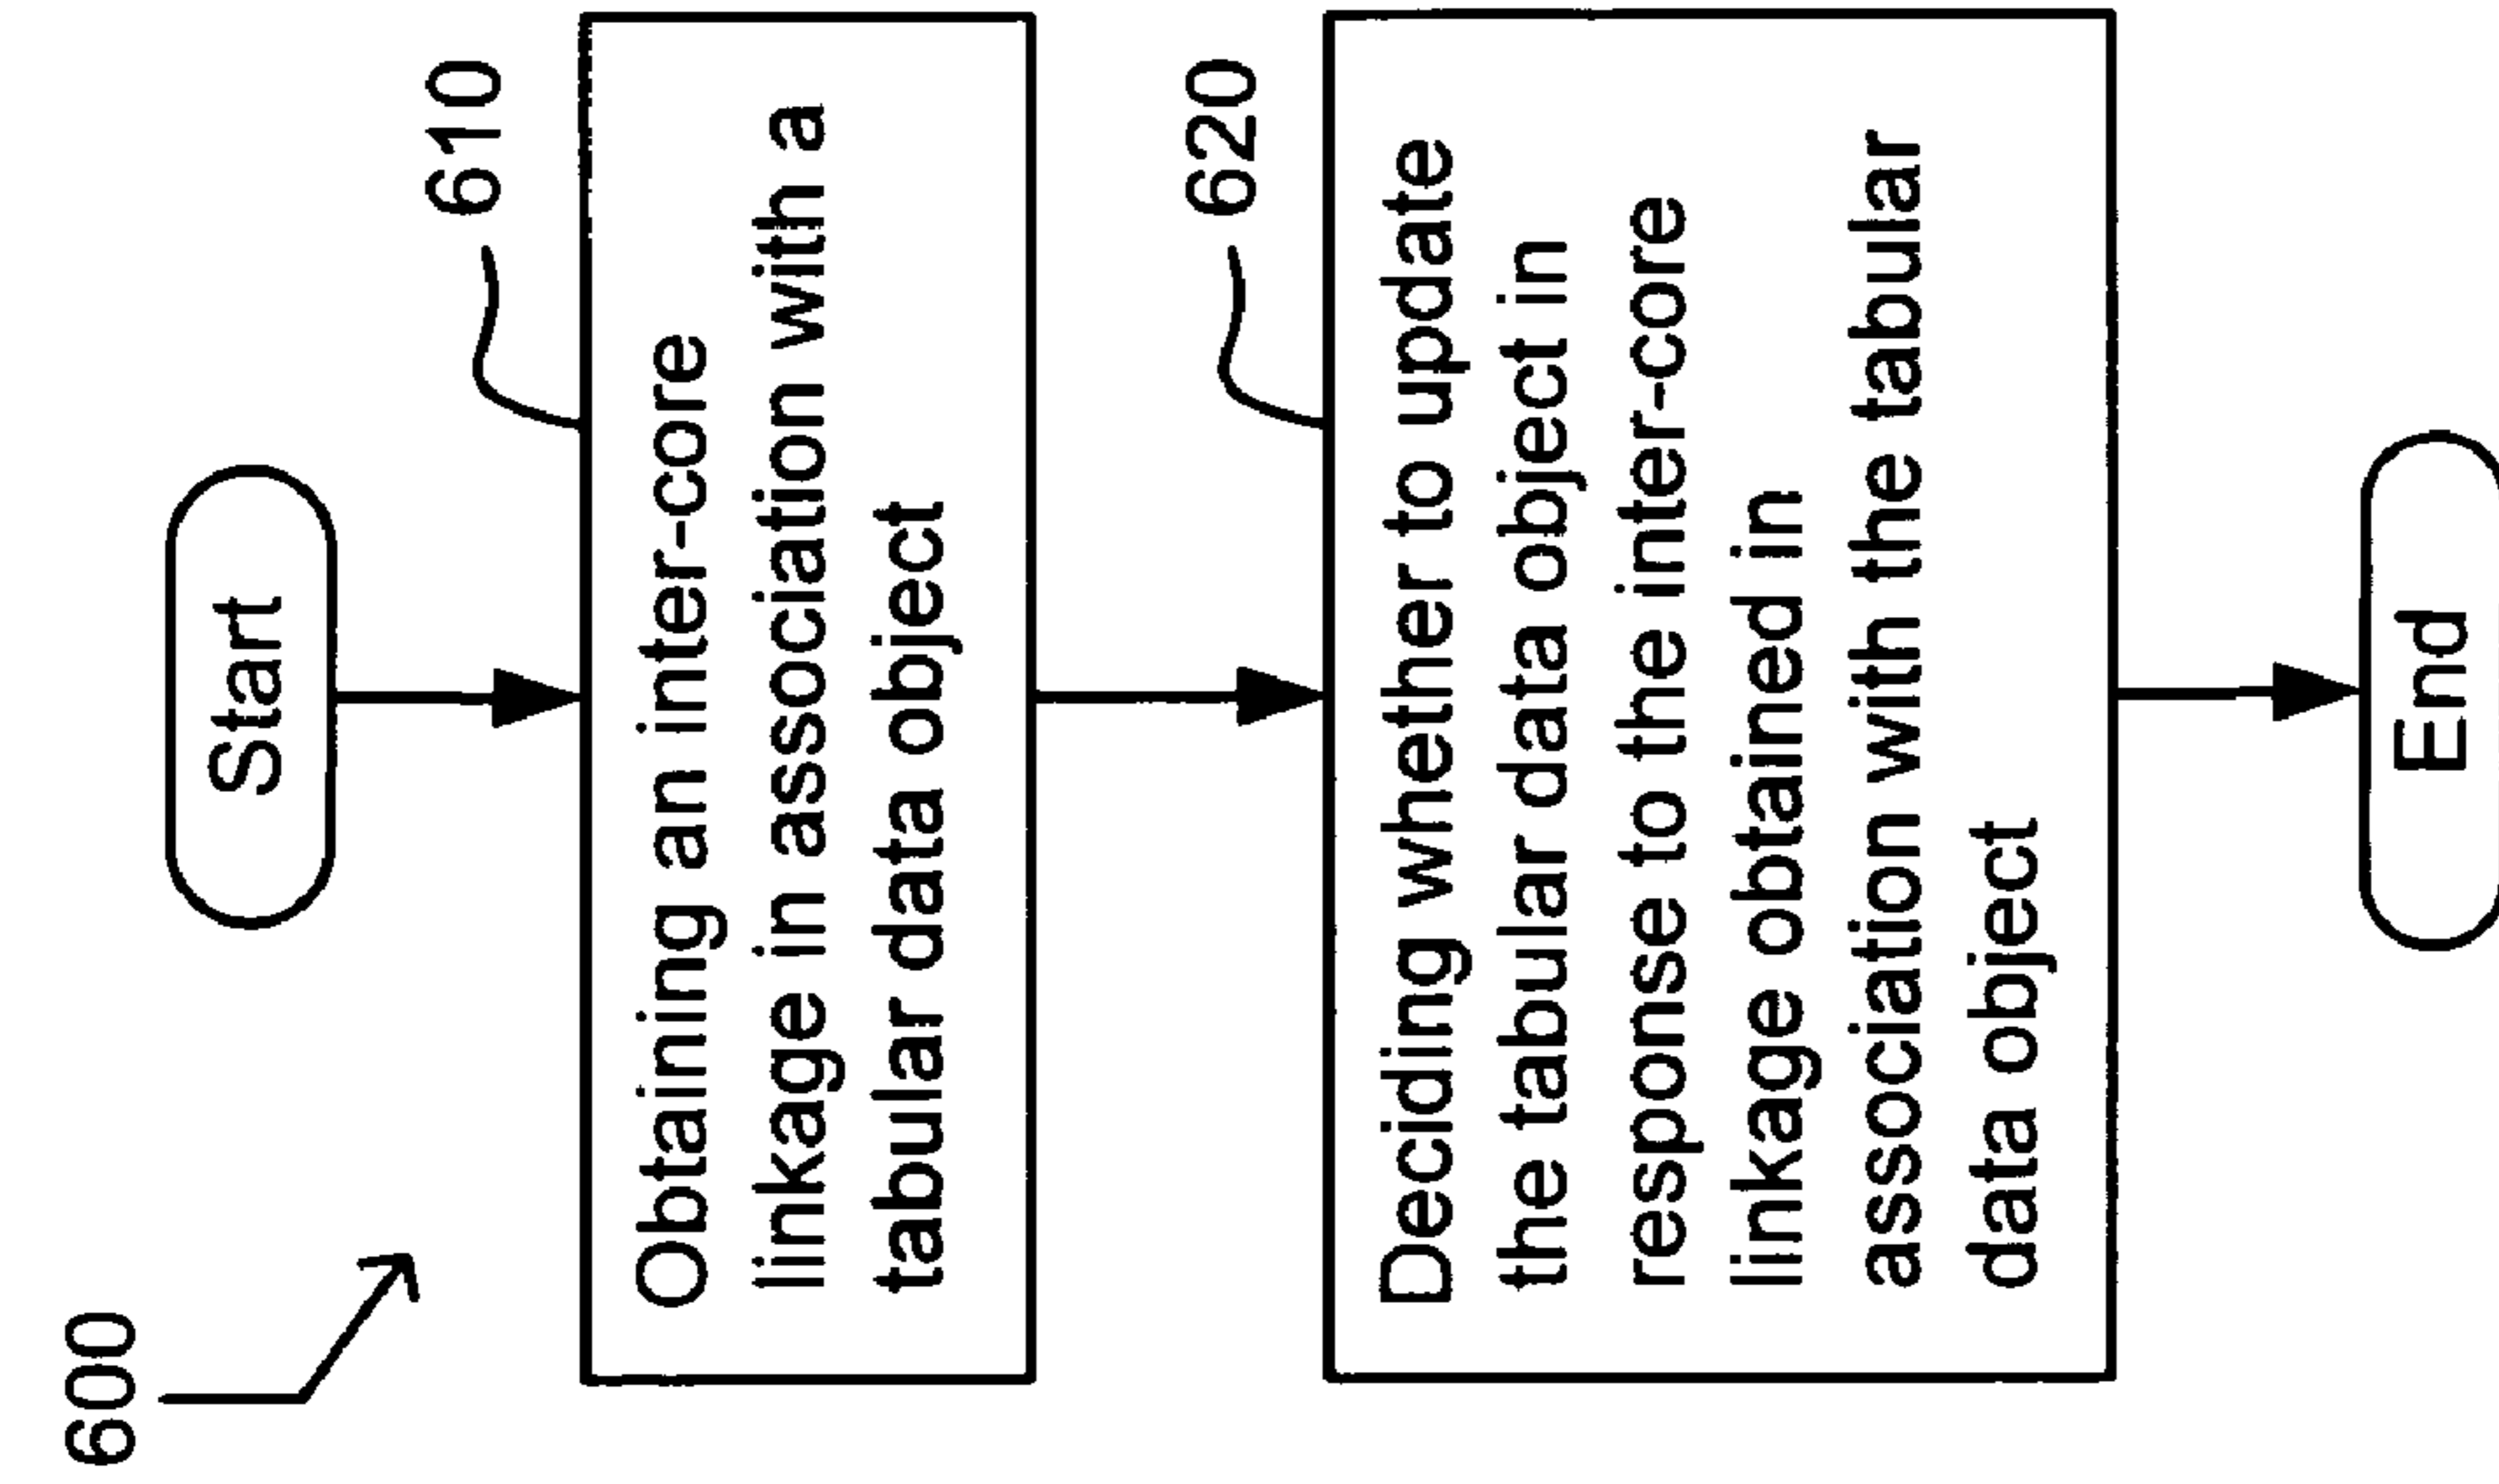 600
Start
610
Obtaining an inter-core
linkage in association with a
tabular data object
620
Deciding whether to update
the tabular data object in
response to the inter-core
linkage obtained in
association with the tabular
data object
End